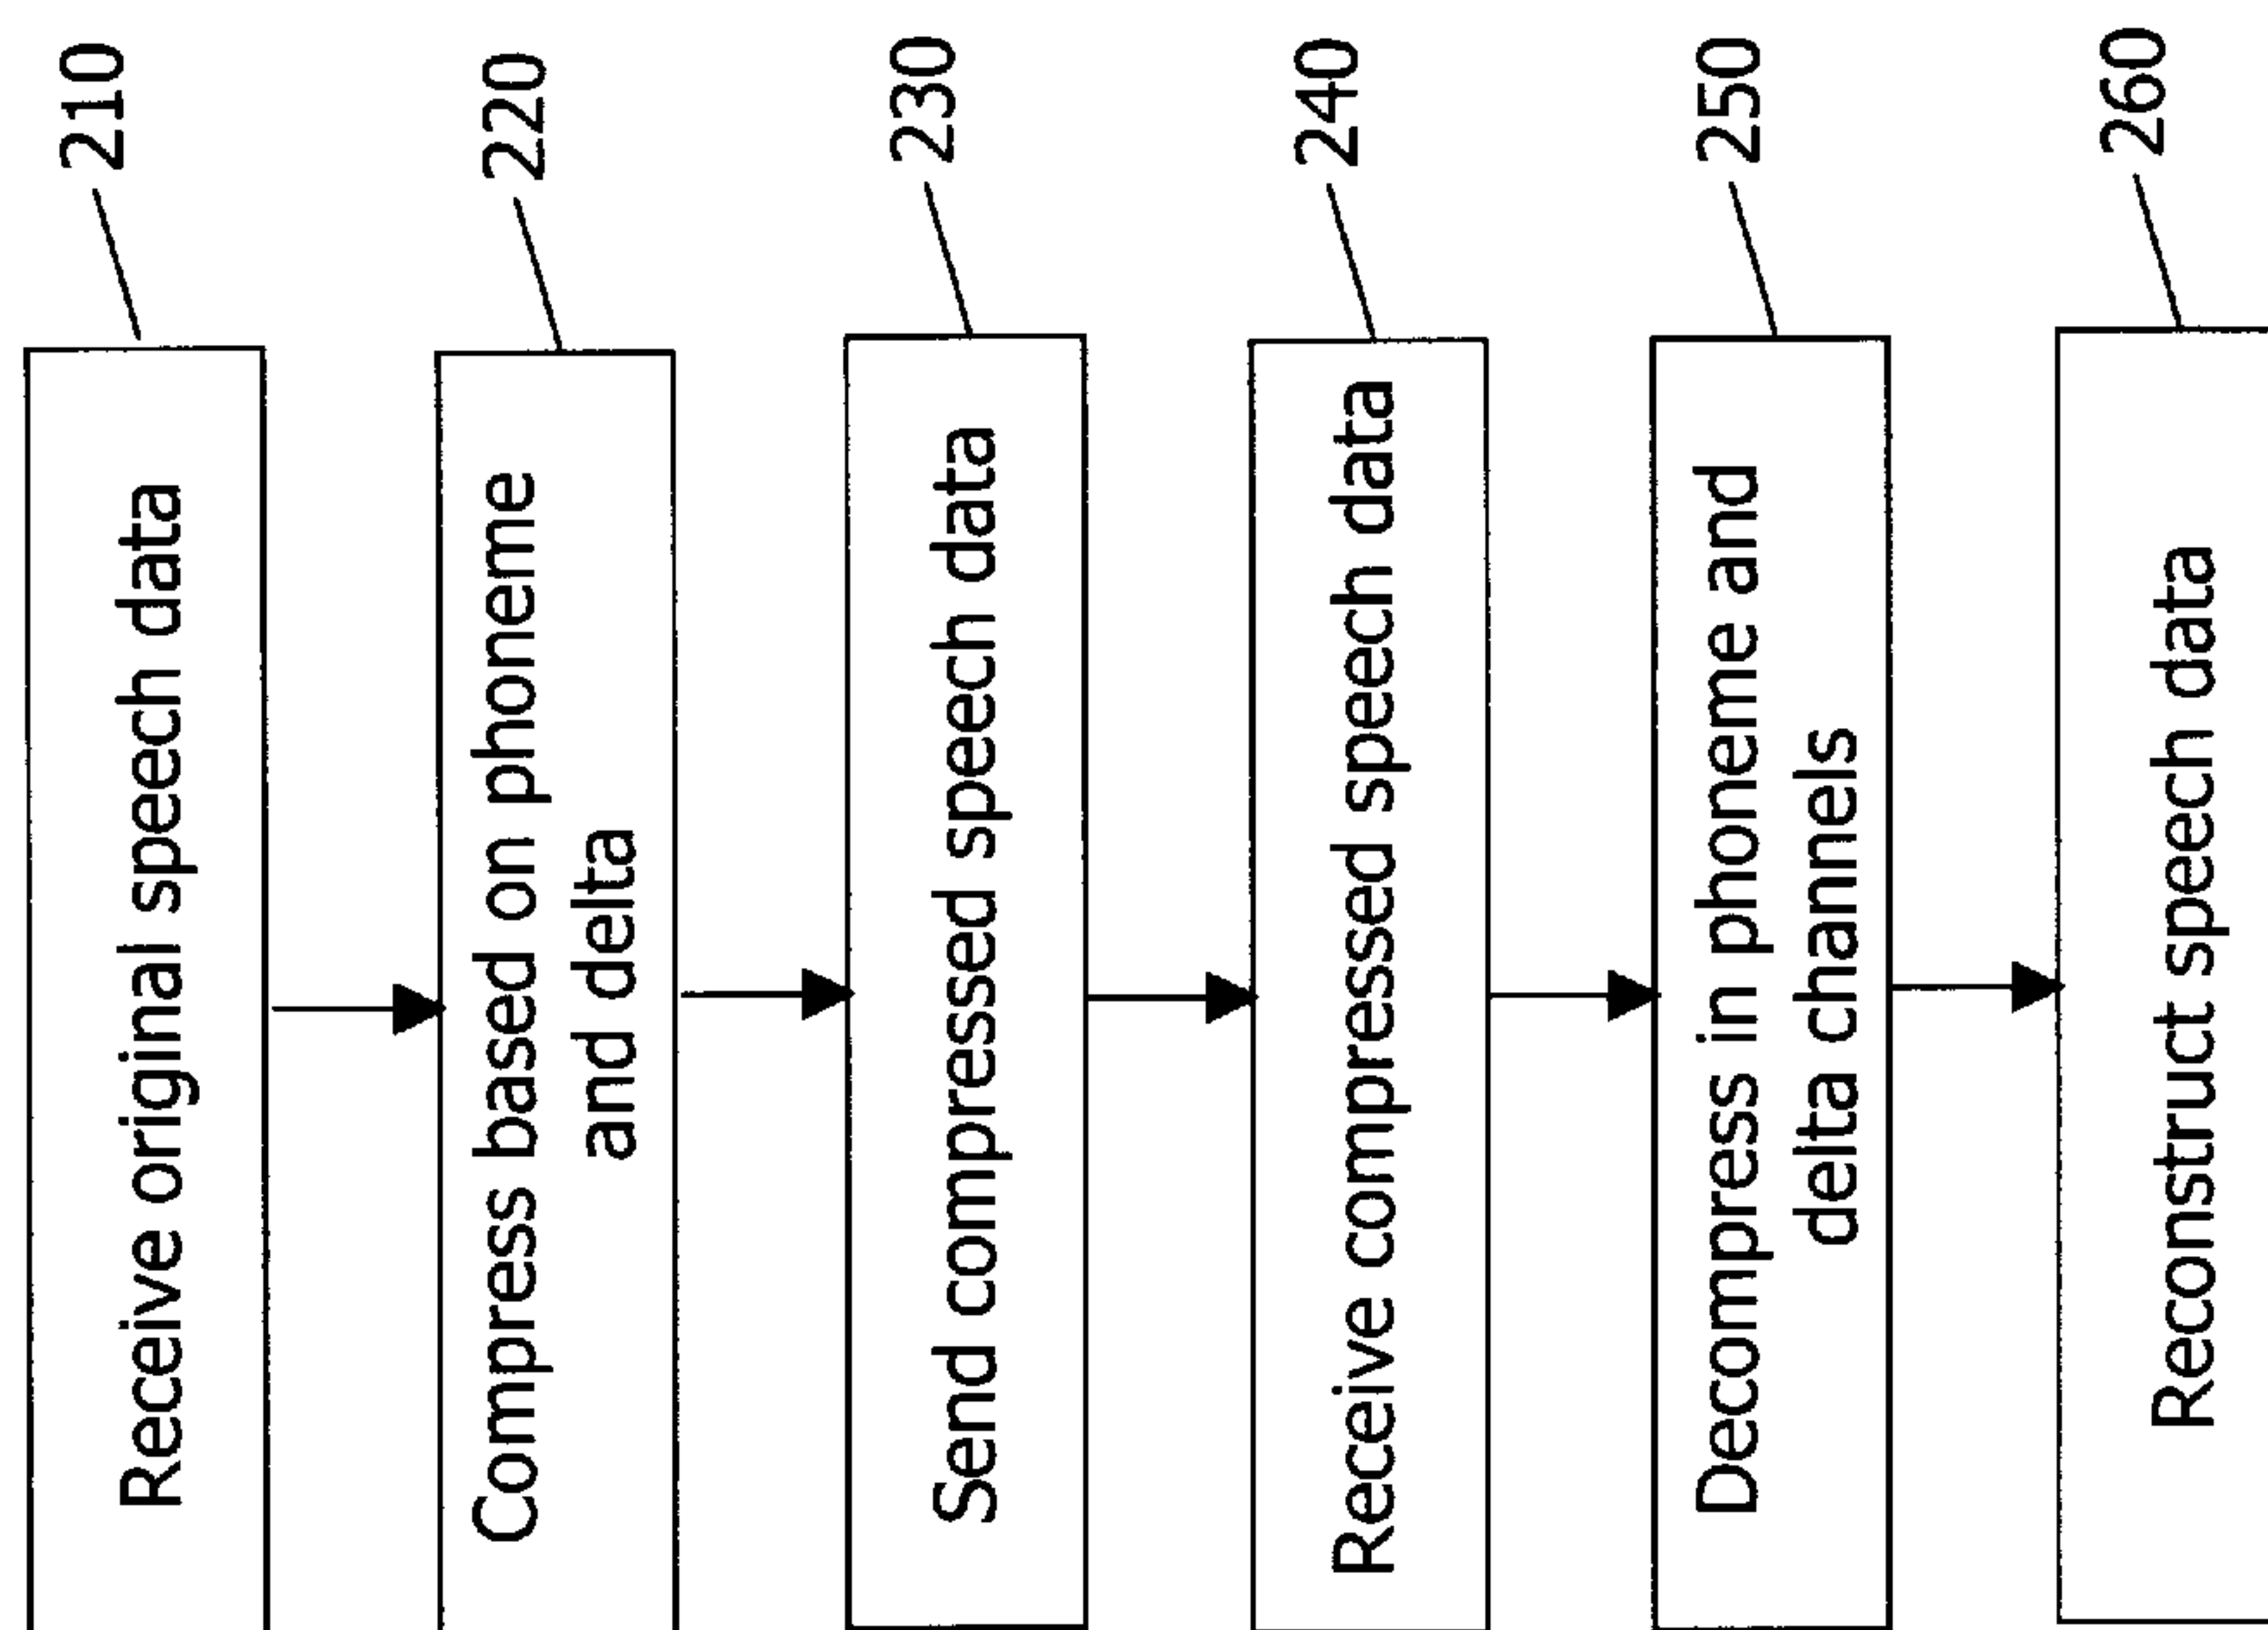 Receive original speech data
210
Compress based on phoneme
and delta
220
Send compressed speech data
230
Receive compressed speech data
240
Decompress in phoneme and
delta channels
250
Reconstruct speech data
260